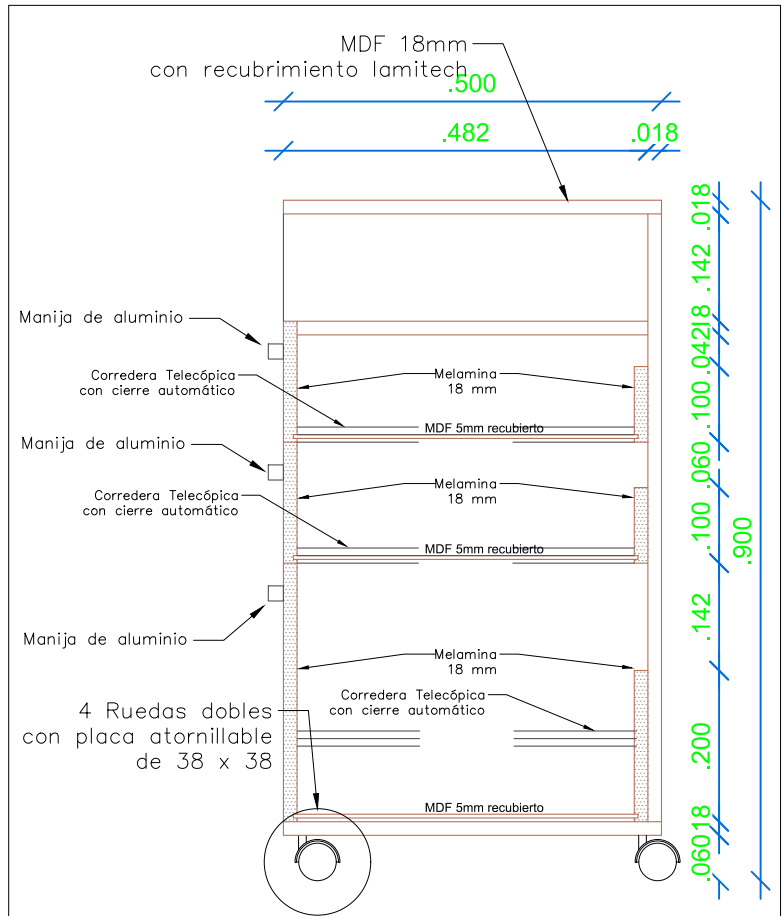 MDF 18mm
con recubrimiento lamitech
.500
.482
.018
.018
.142
.18
.042
.100
.060
.100
.142
.200
.18
.060
.900
Manija de aluminio
Corredera Telecópica
con cierre automático
Melamina
18 mm
MDF 5mm recubierto
Manija de aluminio
Corredera Telecópica
con cierre automático
Melamina
18 mm
MDF 5mm recubierto
Manija de aluminio
Melamina
18 mm
Corredera Telecópica
con cierre automático
4 Ruedas dobles
con placa atornillable
de 38 x 38
MDF 5mm recubierto